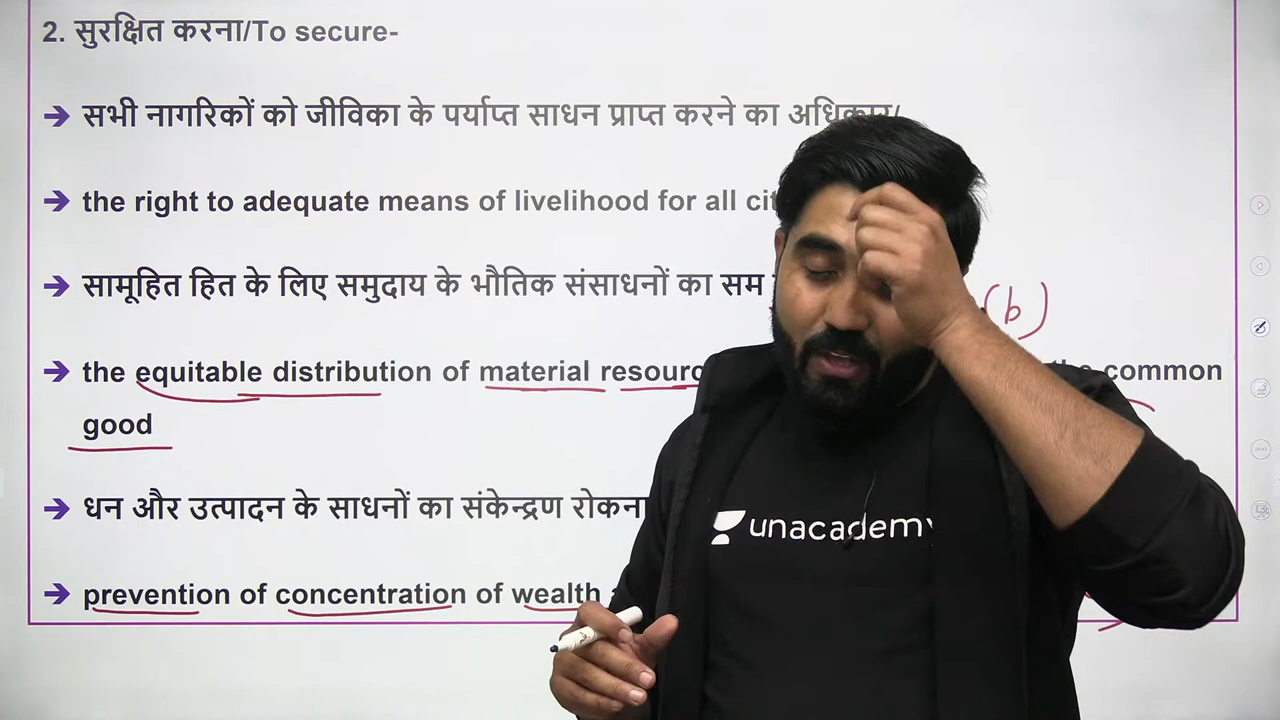 2. सुरक्षित करना/To secure-
→ सभी नागरिकों को जीविका के पर्याप्त साधन प्राप्त करने का अधिकार/
→ the right to adequate means of livelihood for all
→ सामूहित हित के लिए समुदाय के भौतिक संसाधनों का सम
(b)
→ the equitable distribution of material common
good
→ धन और उत्पादन के साधनों का संकेन्द्रण रोकना
→ prevention of concentration of wealth
unacademy